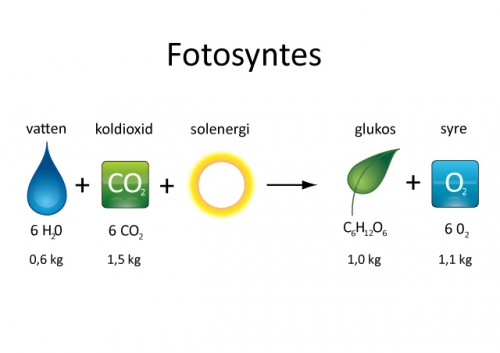 Fotosyntes
vatten koldioxid solenergi glukos syre
+ CO₂ + → + O₂
6 H₂0 6 CO₂ C₆H₁₂O₆ 6 0₂
0,6 kg 1,5 kg 1,0 kg 1,1 kg